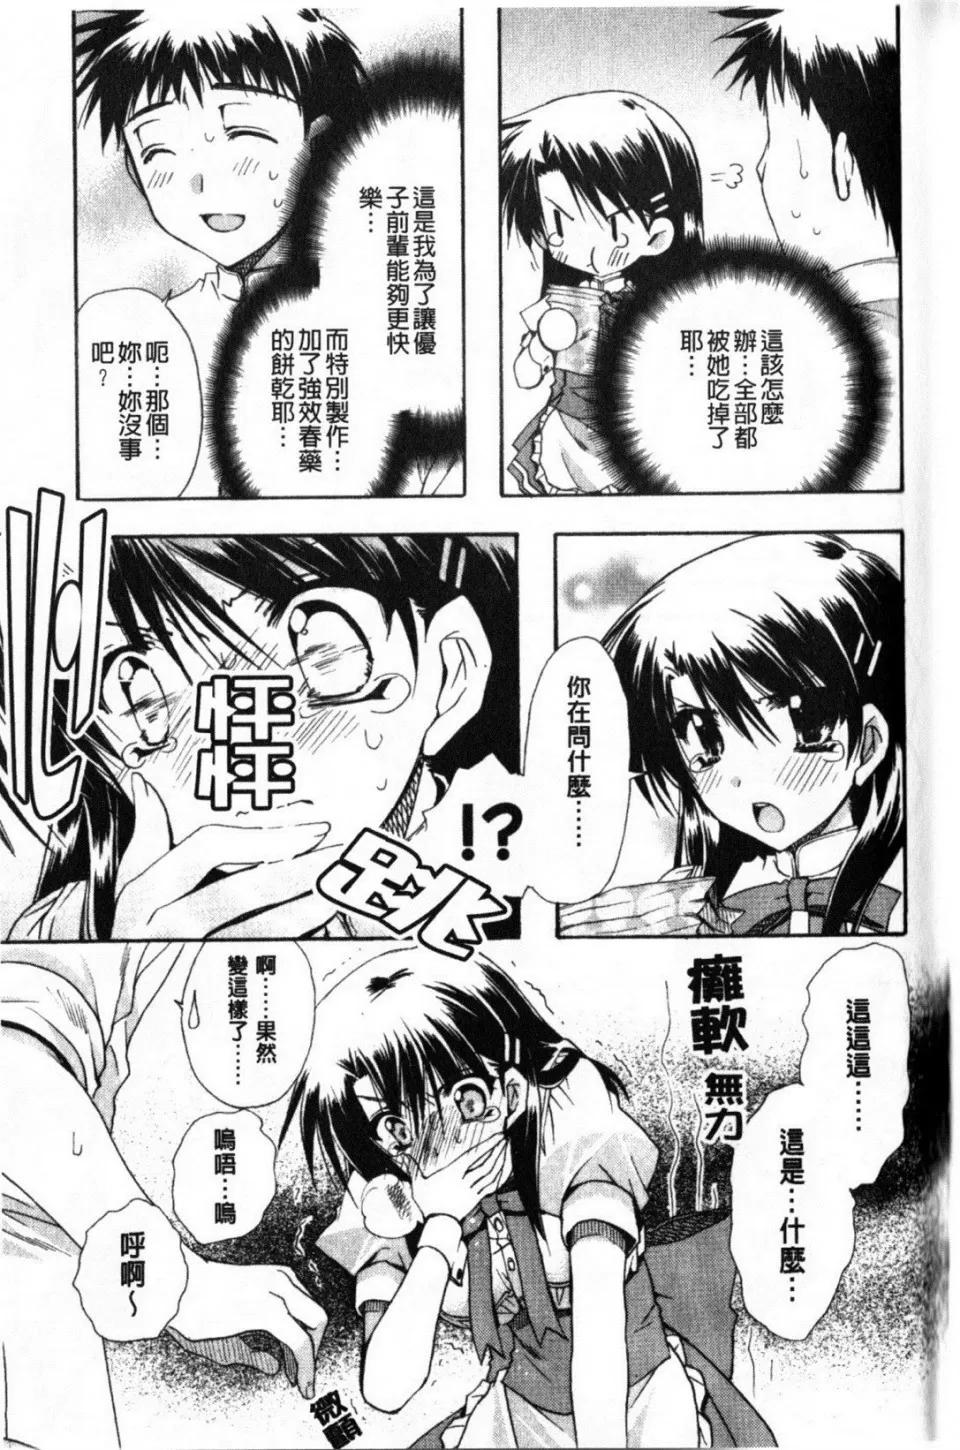 這該怎麼
辦…全部都
被她吃掉了
耶…
這是我為了讓優
子前輩能夠更快
樂…
而特別製作…
加了強效春藥
的餅乾耶…
呃…那個…
妳…妳沒事
吧？
你在問什麼……
!?
怦
怦
跳
這這這……
這是…什麼…
癱軟
無力
啊……果然
變這樣了……
嗚唔…嗚
呼啊～
微顫